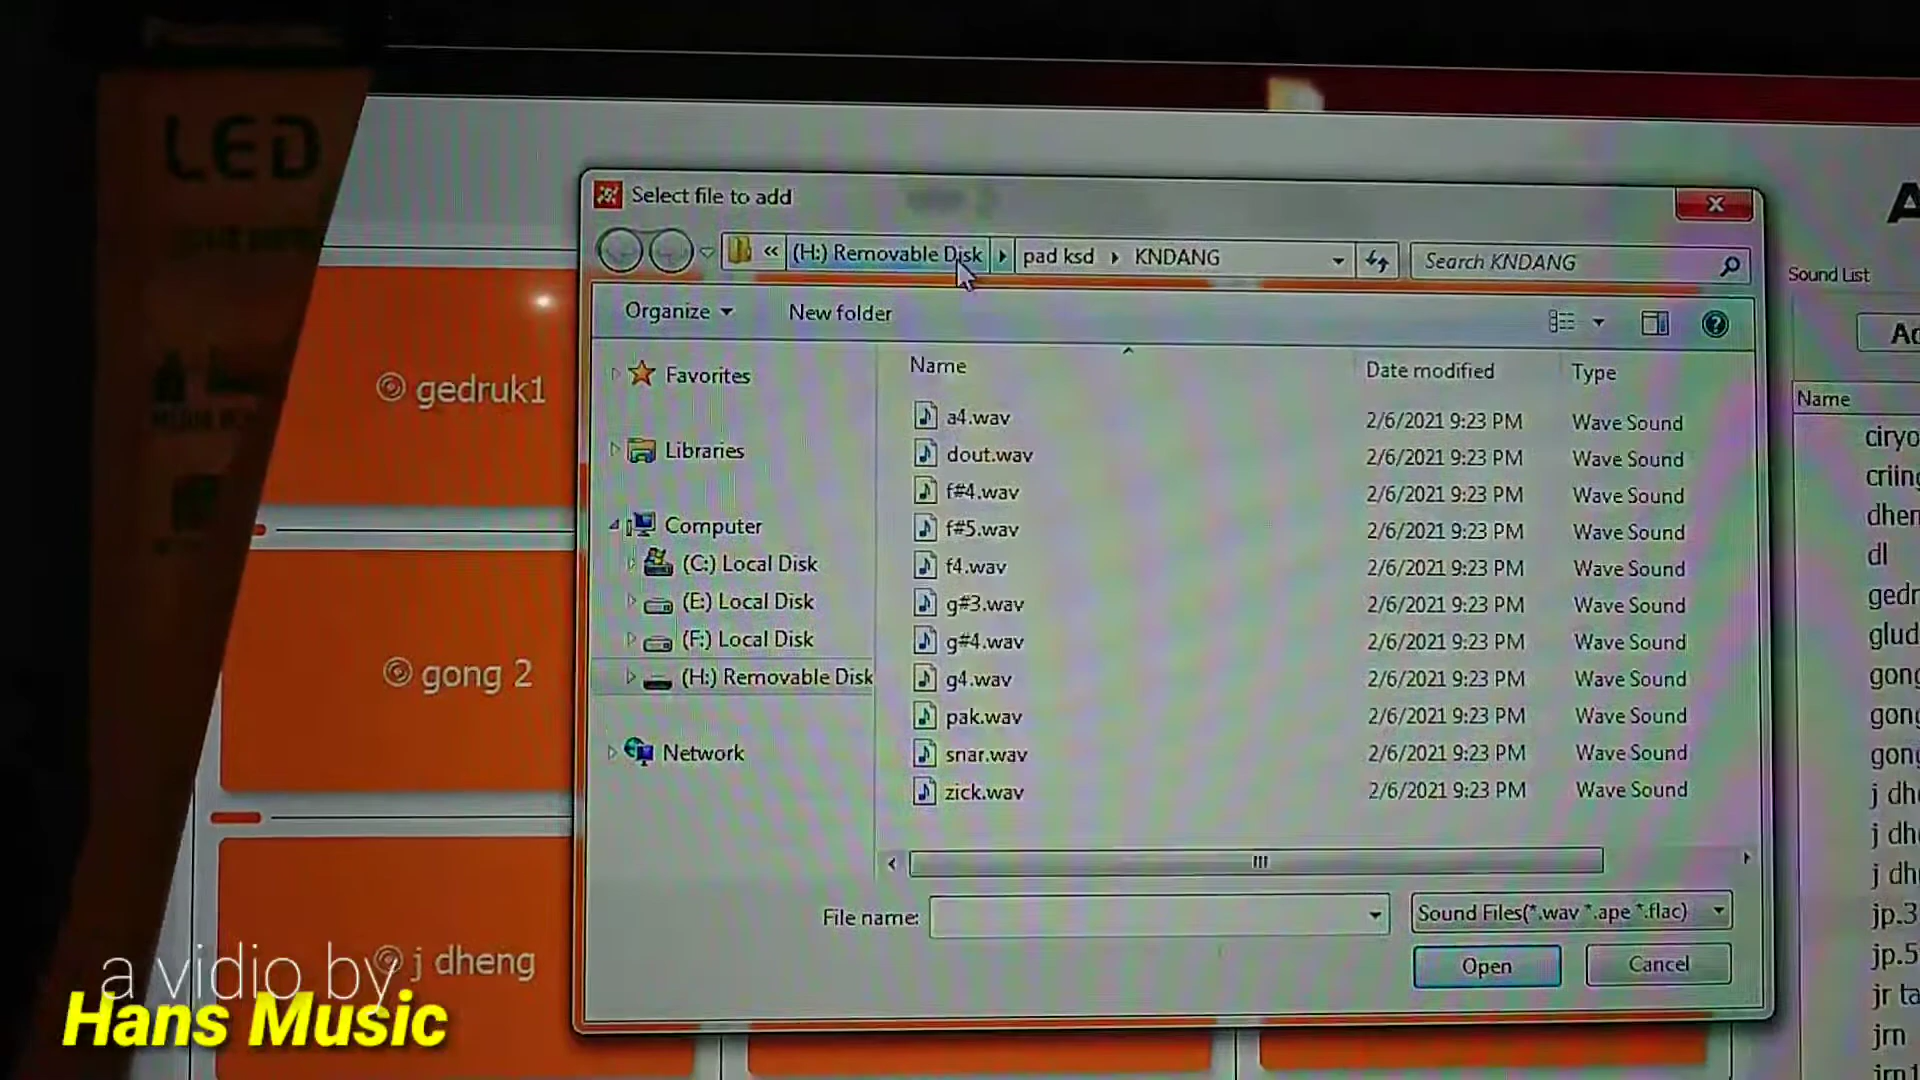 LED
Select file to add
« (H:) Removable Disk pad ksd KNDANG
Search KNDANG
Organize
New folder
Sound List
Name
Date modified
Type
Favorites
Libraries
Computer
(C:) Local Disk
(E:) Local Disk
(F:) Local Disk
(H:) Removable Disk
Network
a4.wav 2/6/2021 9:23 PM Wave Sound
dout.wav 2/6/2021 9:23 PM Wave Sound
f#4.wav 2/6/2021 9:23 PM Wave Sound
f#5.wav 2/6/2021 9:23 PM Wave Sound
f4.wav 2/6/2021 9:23 PM Wave Sound
g#3.wav 2/6/2021 9:23 PM Wave Sound
g#4.wav 2/6/2021 9:23 PM Wave Sound
g4.wav 2/6/2021 9:23 PM Wave Sound
pak.wav 2/6/2021 9:23 PM Wave Sound
snar.wav 2/6/2021 9:23 PM Wave Sound
zick.wav 2/6/2021 9:23 PM Wave Sound
File name:
Sound Files(*.wav *.ape *.flac)
Open
Cancel
gedruk1
gong 2
j dheng
Name
ciryo
criing
dhen
dl
gedr
glud
gong
gong
gong
j dh
j dh
j dh
jp.3
jp.5
jr ta
jrn
jrn1
a vidio by
Hans Music